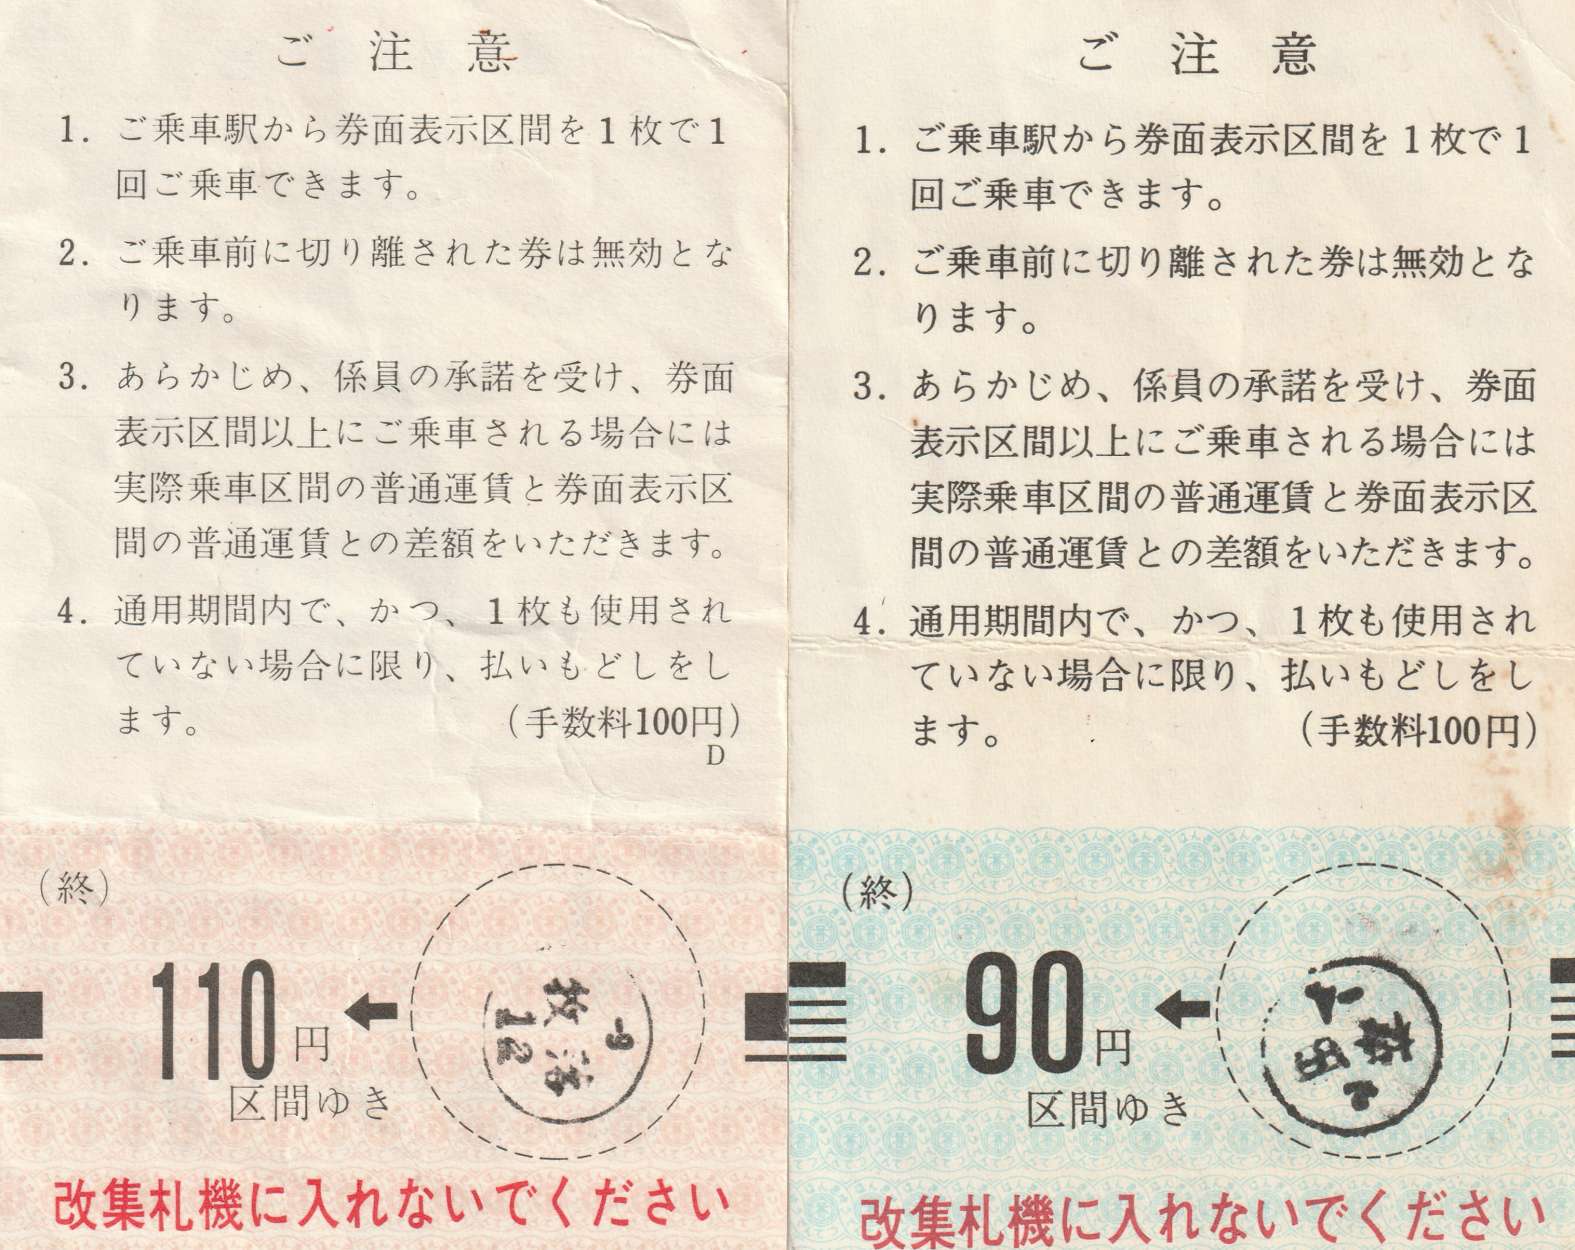 ご注意
1. ご乗車駅から券面表示区間を1枚で1
回ご乗車できます。
2. ご乗車前に切り離された券は無効とな
ります。
3. あらかじめ、係員の承諾を受け、券面
表示区間以上にご乗車される場合には
実際乗車区間の普通運賃と券面表示区
間の普通運賃との差額をいただきます。
4. 通用期間内で、かつ、1枚も使用され
ていない場合に限り、払いもどしをし
ます。 (手数料100円)
D
(終)
110円
区間ゆき
改集札機に入れないでください
ご注意
1. ご乗車駅から券面表示区間を1枚で1
回ご乗車できます。
2. ご乗車前に切り離された券は無効とな
ります。
3. あらかじめ、係員の承諾を受け、券面
表示区間以上にご乗車される場合には
実際乗車区間の普通運賃と券面表示区
間の普通運賃との差額をいただきます。
4. 通用期間内で、かつ、1枚も使用され
ていない場合に限り、払いもどしをし
ます。 (手数料100円)
(終)
90円
区間ゆき
改集札機に入れないでください